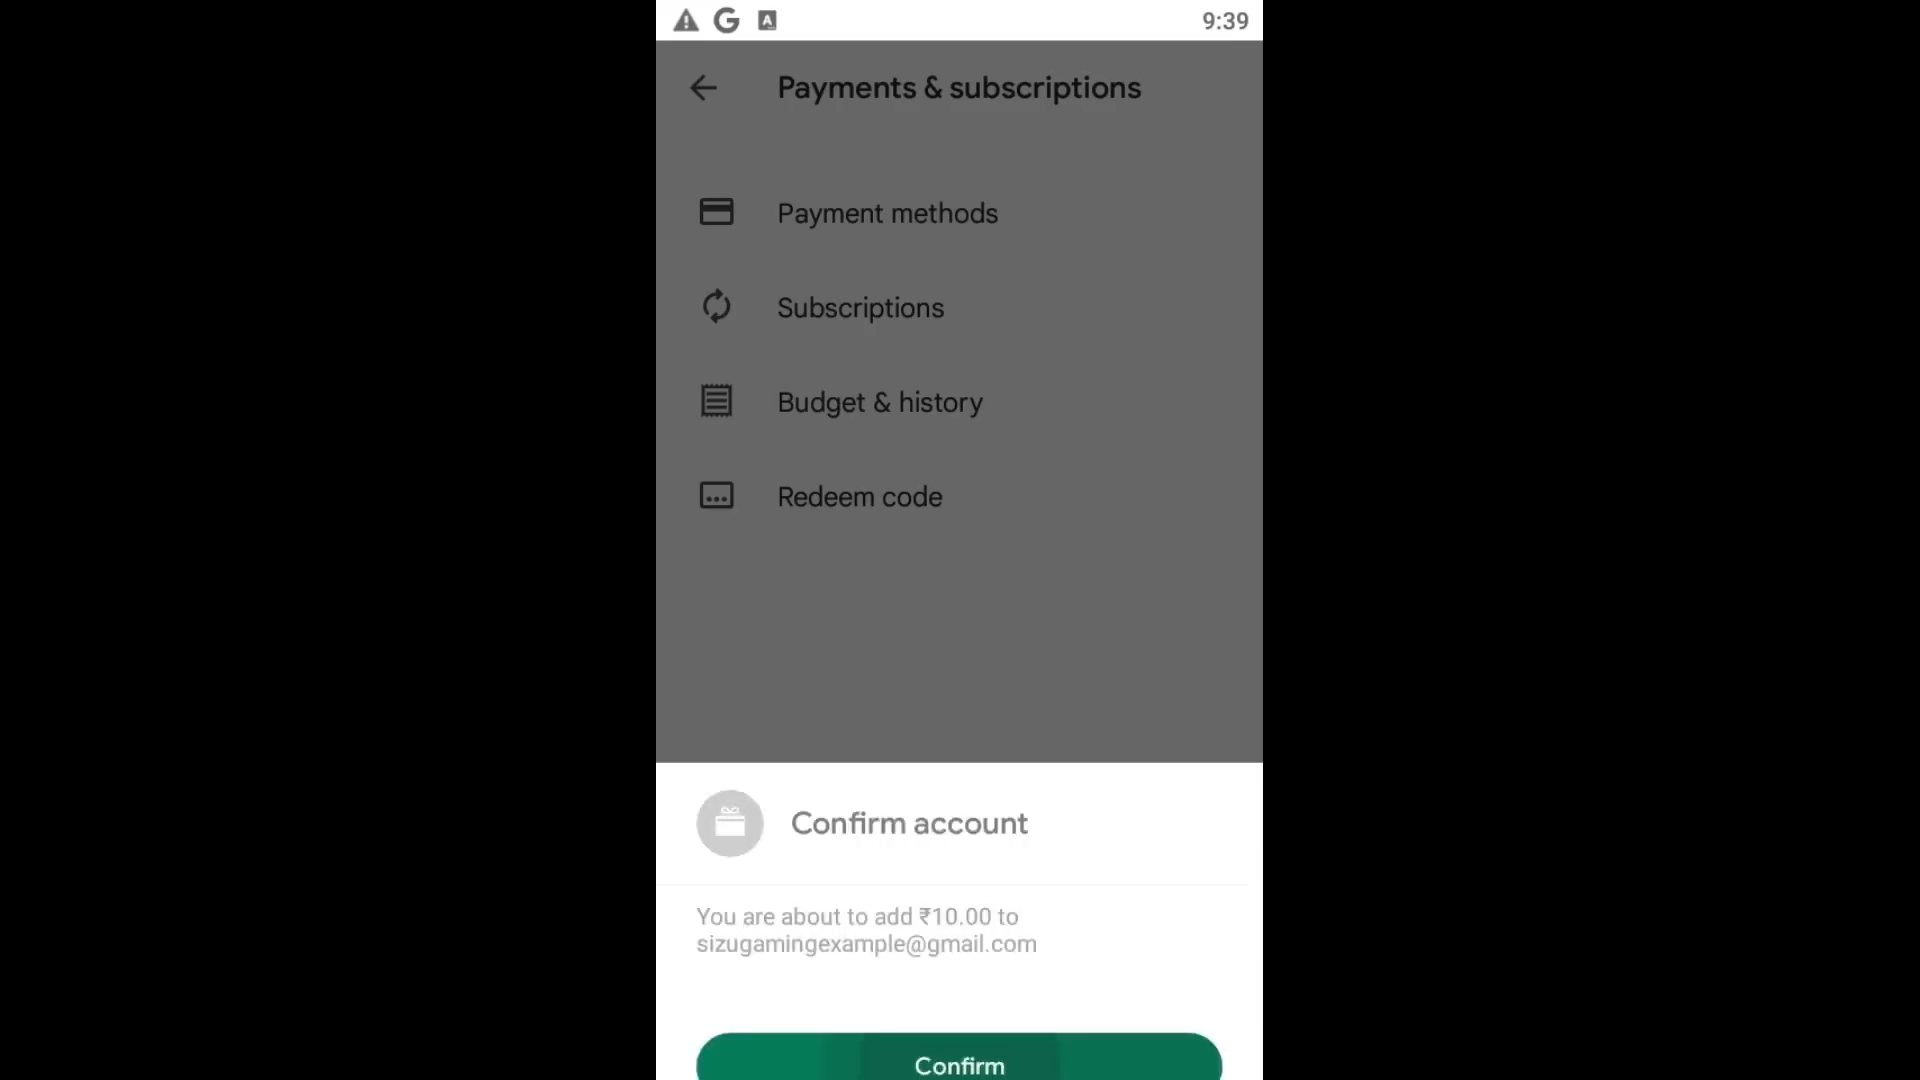 9:39
Payments & subscriptions
Payment methods
Subscriptions
Budget & history
Redeem code
Confirm account
You are about to add ₹10.00 to
sizugamingexample@gmail.com
Confirm